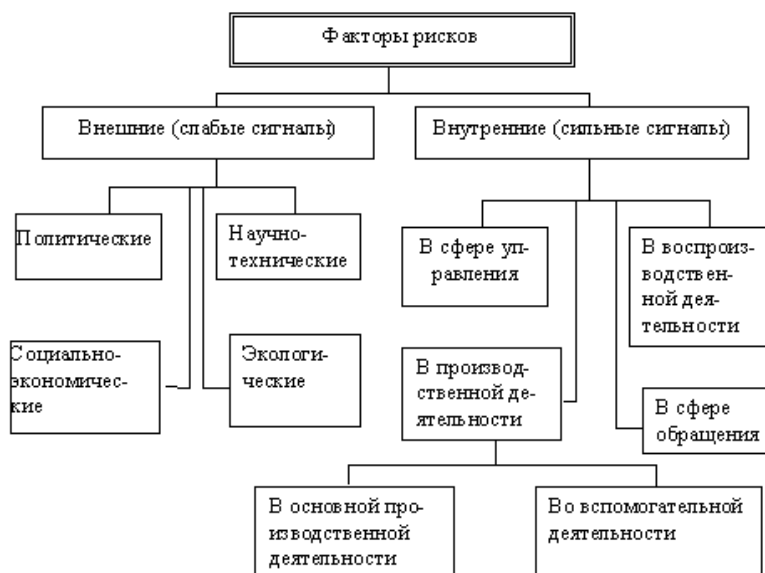 Факторы рисков
Внешние (слабые сигналы)
Внутренние (сильные сигналы)
Политические
Научно-
технические
В сфере уп-
равления
В воспроиз-
водствен-
ной дея-
тельности
Социально-
экономичес-
кие
Экологи-
ческие
В производ-
ственной де-
ятельности
В сфере
обращения
В основной про-
изводственной
деятельности
Во вспомогательной
деятельности